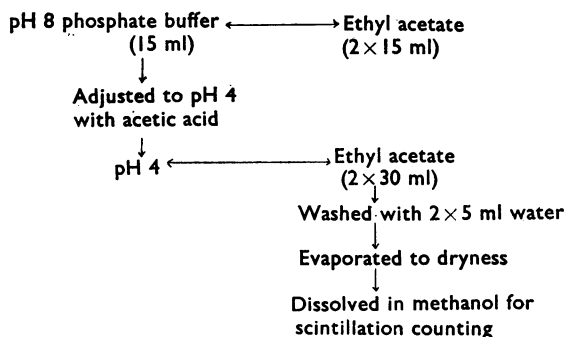 pH 8 phosphate buffer
(15 ml)
Ethyl acetate
(2×15 ml)
Adjusted to pH 4
with acetic acid
pH 4
Ethyl acetate
(2×30 ml)
Washed with 2×5 ml water
Evaporated to dryness
Dissolved in methanol for
scintillation counting